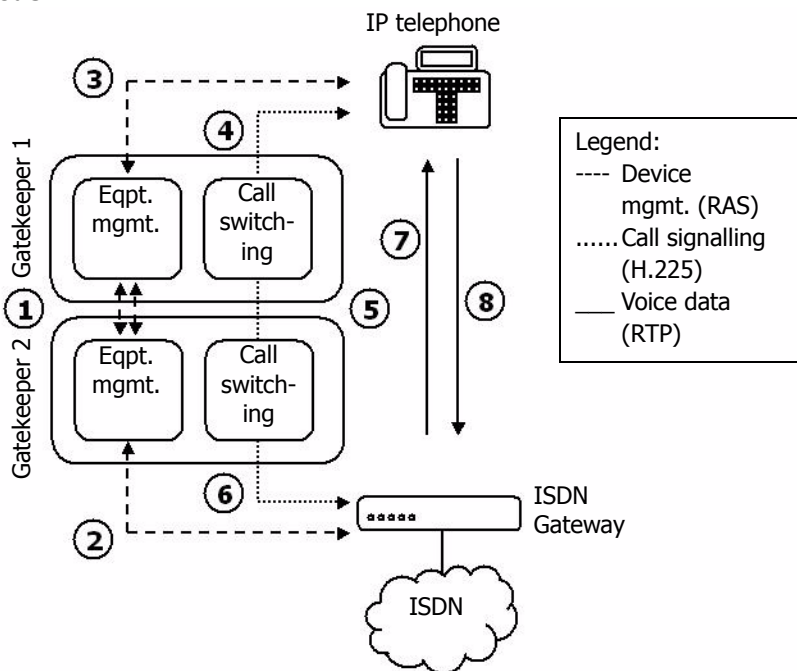 IP telephone
3
4
Gatekeeper 1
Eqpt.
mgmt.
Call
switch-
ing
Legend:
---- Device
mgmt. (RAS)
......Call signalling
(H.225)
___ Voice data
(RTP)
7
8
1
5
Gatekeeper 2
Eqpt.
mgmt.
Call
switch-
ing
6
2
ISDN
Gateway
ISDN